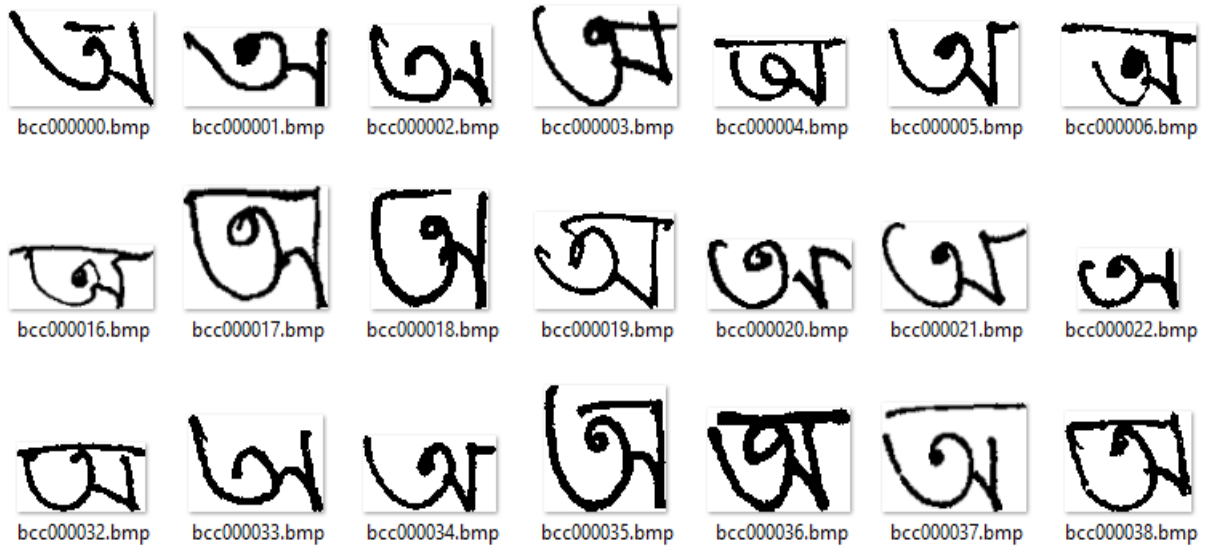 অ অ অ অ অ অ অ
bcc000000.bmp bcc000001.bmp bcc000002.bmp bcc000003.bmp bcc000004.bmp bcc000005.bmp bcc000006.bmp
অ অ অ অ অ অ অ
bcc000016.bmp bcc000017.bmp bcc000018.bmp bcc000019.bmp bcc000020.bmp bcc000021.bmp bcc000022.bmp
অ অ অ অ অ অ অ
bcc000032.bmp bcc000033.bmp bcc000034.bmp bcc000035.bmp bcc000036.bmp bcc000037.bmp bcc000038.bmp